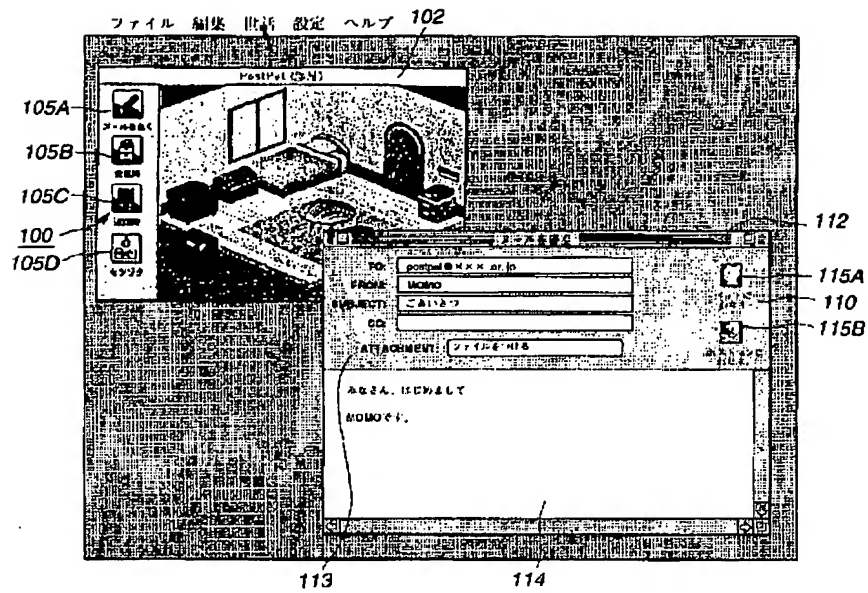 ファイル 編集 世話 設定 ヘルプ 102
105A
105B
105C
100
105D
112
TO: postpet@×××.or.jp
115A
FROM: MOMO
110
SUBJECT: ごあいさつ
115B
CC:
ATTACHMENT: ファイルをつける
みなさん、はじめまして
MOMOです。
113 114